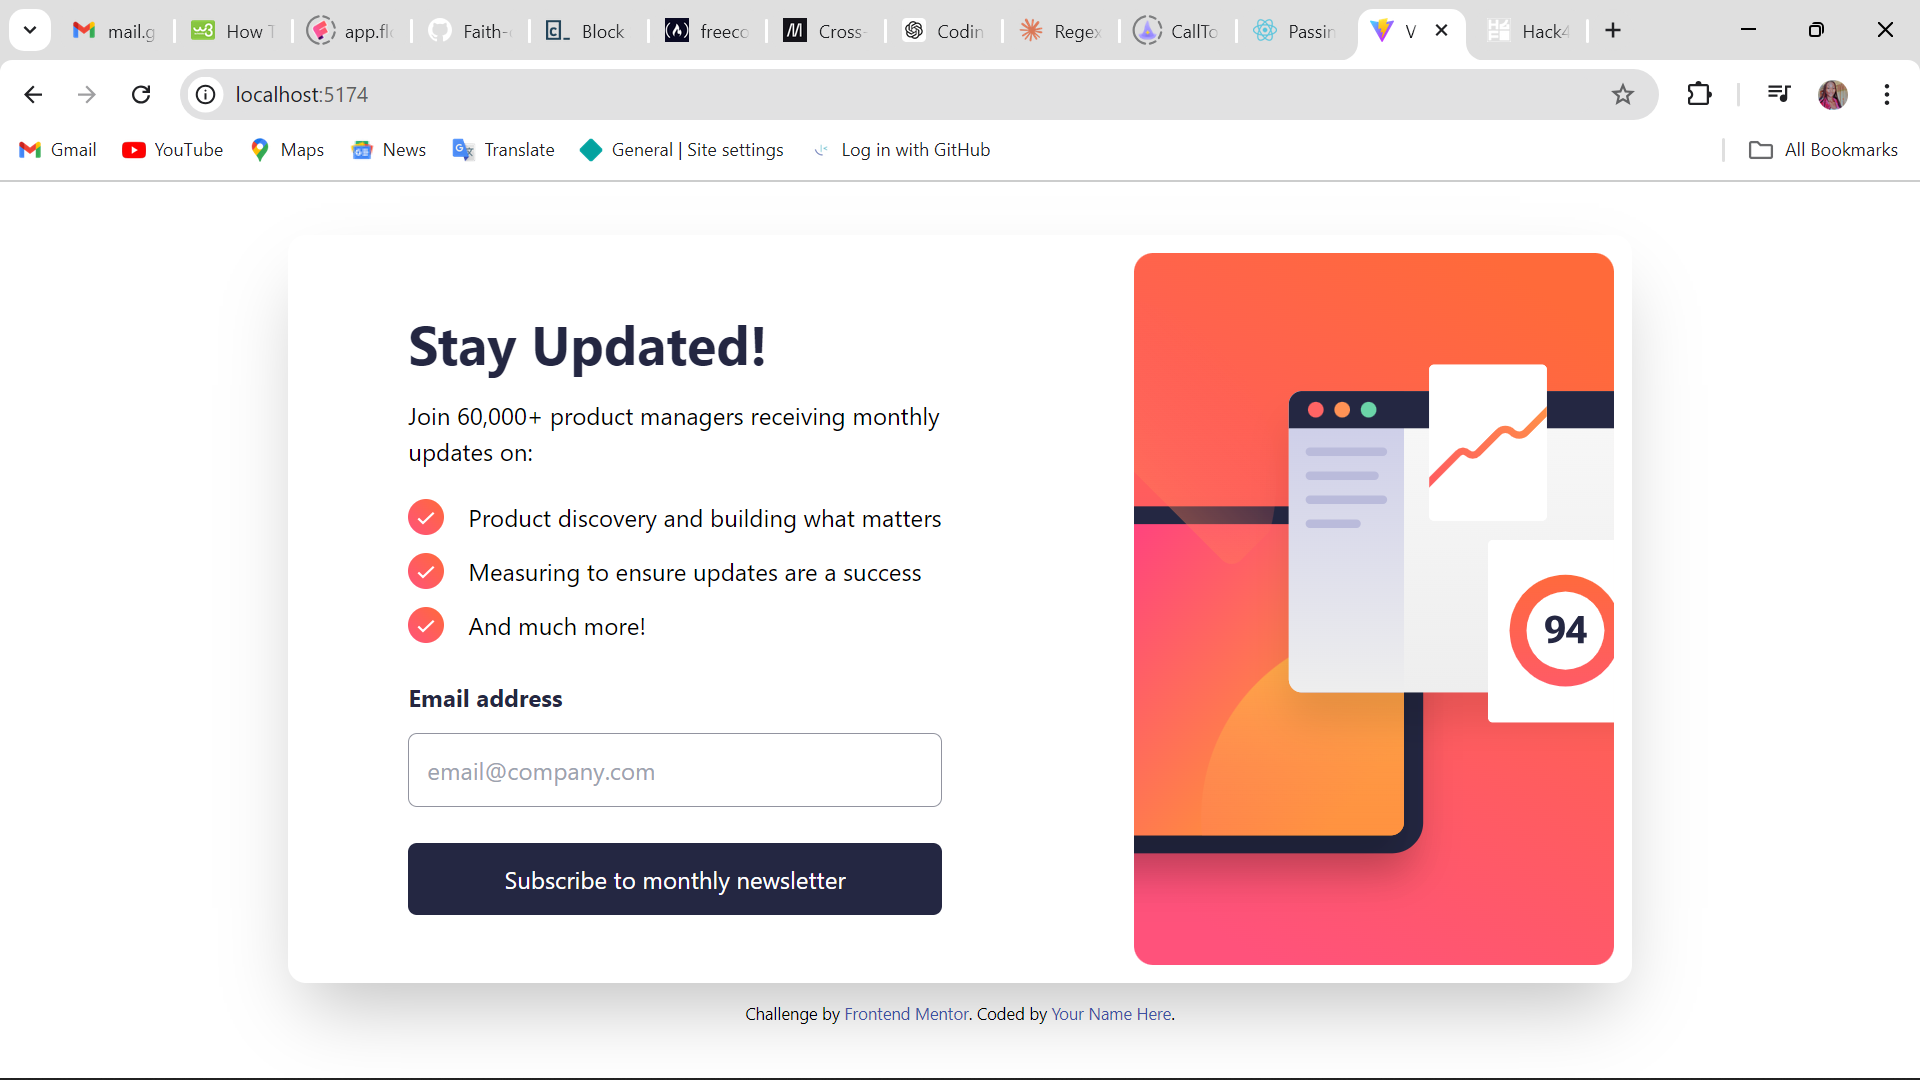 mail.g
How T
app.flo
Faith-
Block
freeco
Cross-
Codin
Regex
CallTo
Passin
V
Hack4
localhost:5174
Gmail
YouTube
Maps
News
Translate
General | Site settings
Log in with GitHub
All Bookmarks
Stay Updated!
Join 60,000+ product managers receiving monthly
updates on:
Product discovery and building what matters
Measuring to ensure updates are a success
And much more!
Email address
email@company.com
Subscribe to monthly newsletter
94
Challenge by Frontend Mentor. Coded by Your Name Here.